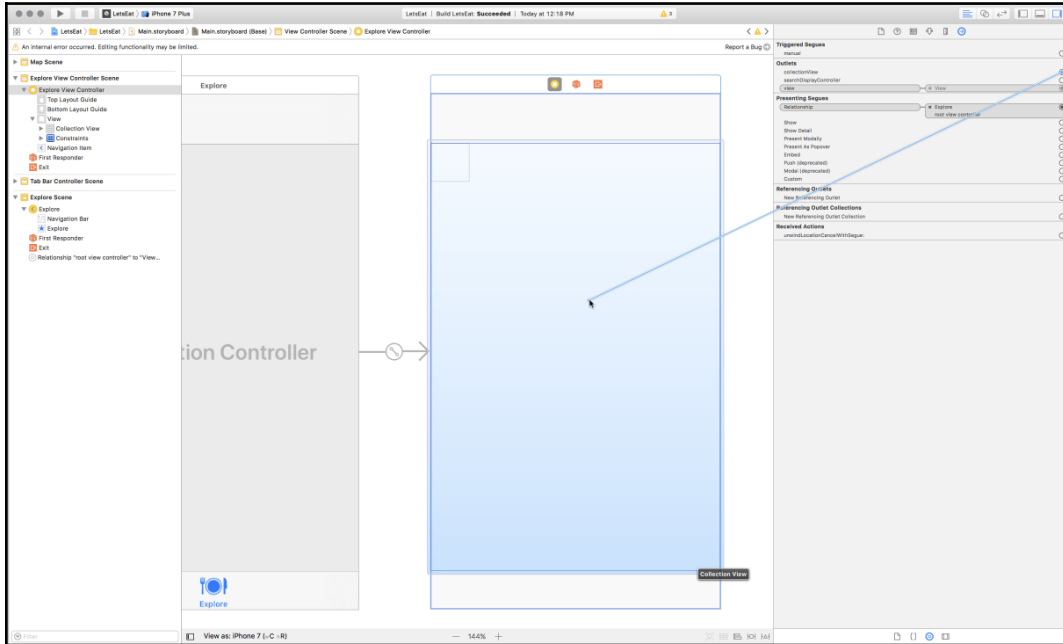 LetsEat iPhone 7 Plus
LetsEat | Build LetsEat: Succeeded | Today at 12:18 PM
3
LetsEat LetsEat Main.storyboard Main.storyboard (Base) View Controller Scene Explore View Controller
An internal error occurred. Editing functionality may be limited.
Report a Bug
Map Scene
Explore View Controller Scene
Explore View Controller
Top Layout Guide
Bottom Layout Guide
View
Collection View
Constraints
Navigation Item
First Responder
Exit
Tab Bar Controller Scene
Explore Scene
Explore
Navigation Bar
Explore
First Responder
Exit
Relationship "root view controller" to "View...
Filter
Explore
tion Controller
Explore
Collection View
View as: iPhone 7 (
144%
Triggered Segues
manual
Outlets
collectionView
searchDisplayController
view
View
Presenting Segues
Relationship
Explore
root view controller
Show
Show Detail
Present Modally
Present As Popover
Embed
Push (deprecated)
Modal (deprecated)
Custom
Referencing Outlets
New Referencing Outlet
Referencing Outlet Collections
New Referencing Outlet Collection
Received Actions